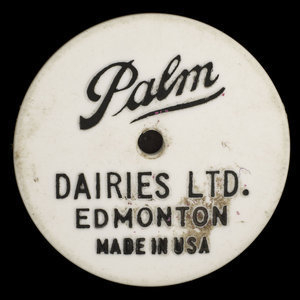 Palm
DAIRIES LTD.
EDMONTON
MADE IN USA